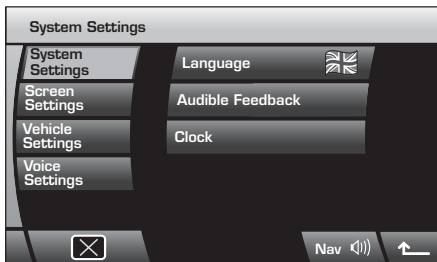 System Settings
System
Settings
Screen
Settings
Vehicle
Settings
Voice
Settings
Language
Audible Feedback
Clock
Nav